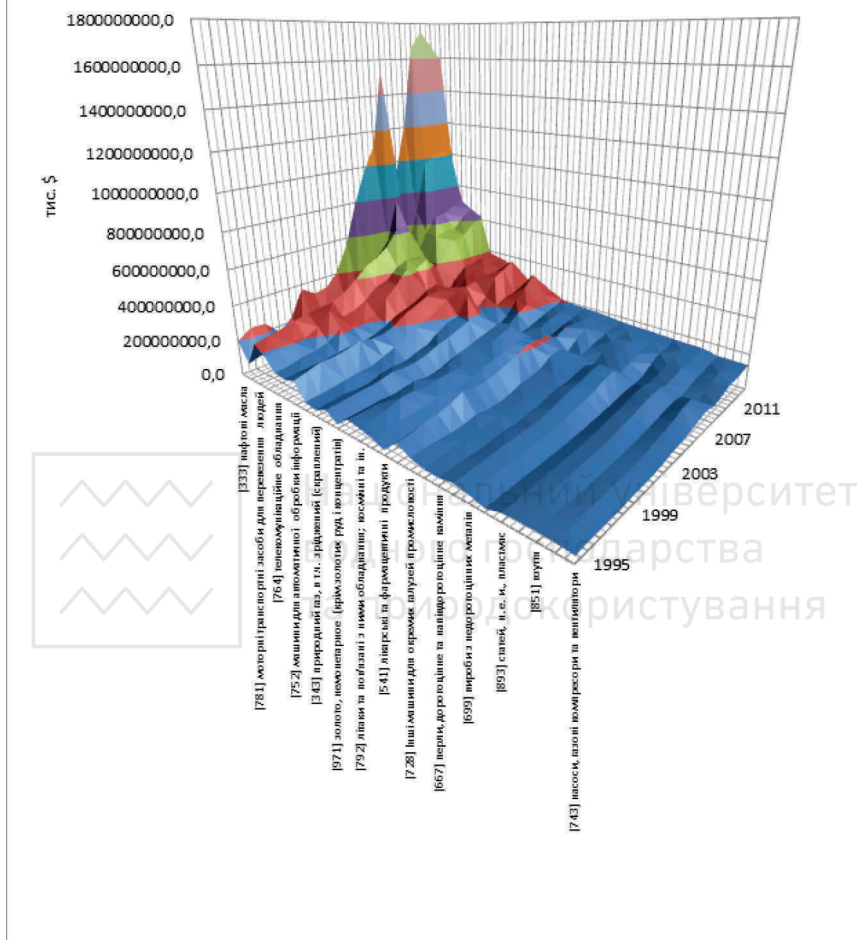 1800000000,0
1600000000,0
1400000000,0
1200000000,0
1000000000,0
800000000,0
600000000,0
400000000,0
200000000,0
0,0
тис. $
[333] нафтові масла
[781] моторні транспортні засоби для перевезення людей
[764] телекомунікаційне обладнання
[752] машини для автоматичної обробки інформації
[343] природний газ, в т.ч. зріджений (скраплений)
[971] золото, немонетарное (крім золотих руд і концентратів)
[792] літаки та пов'язані з ними обладнання; космічні та ін.
[541] лікарські та фармацевтичні продукти
[728] Інші машини для окремих галузей промисловості
[667] перли, дорогоцінне та напівдорогоцінне каміння
[699] вироби з недорогоцінних металів
[893] статей, н.е.и., пластмас
[851] взуття
[743] насоси, газові компресори та вентилятори
1995
1999
2003
2007
2011
Національний університет
водного господарства
та природокористування